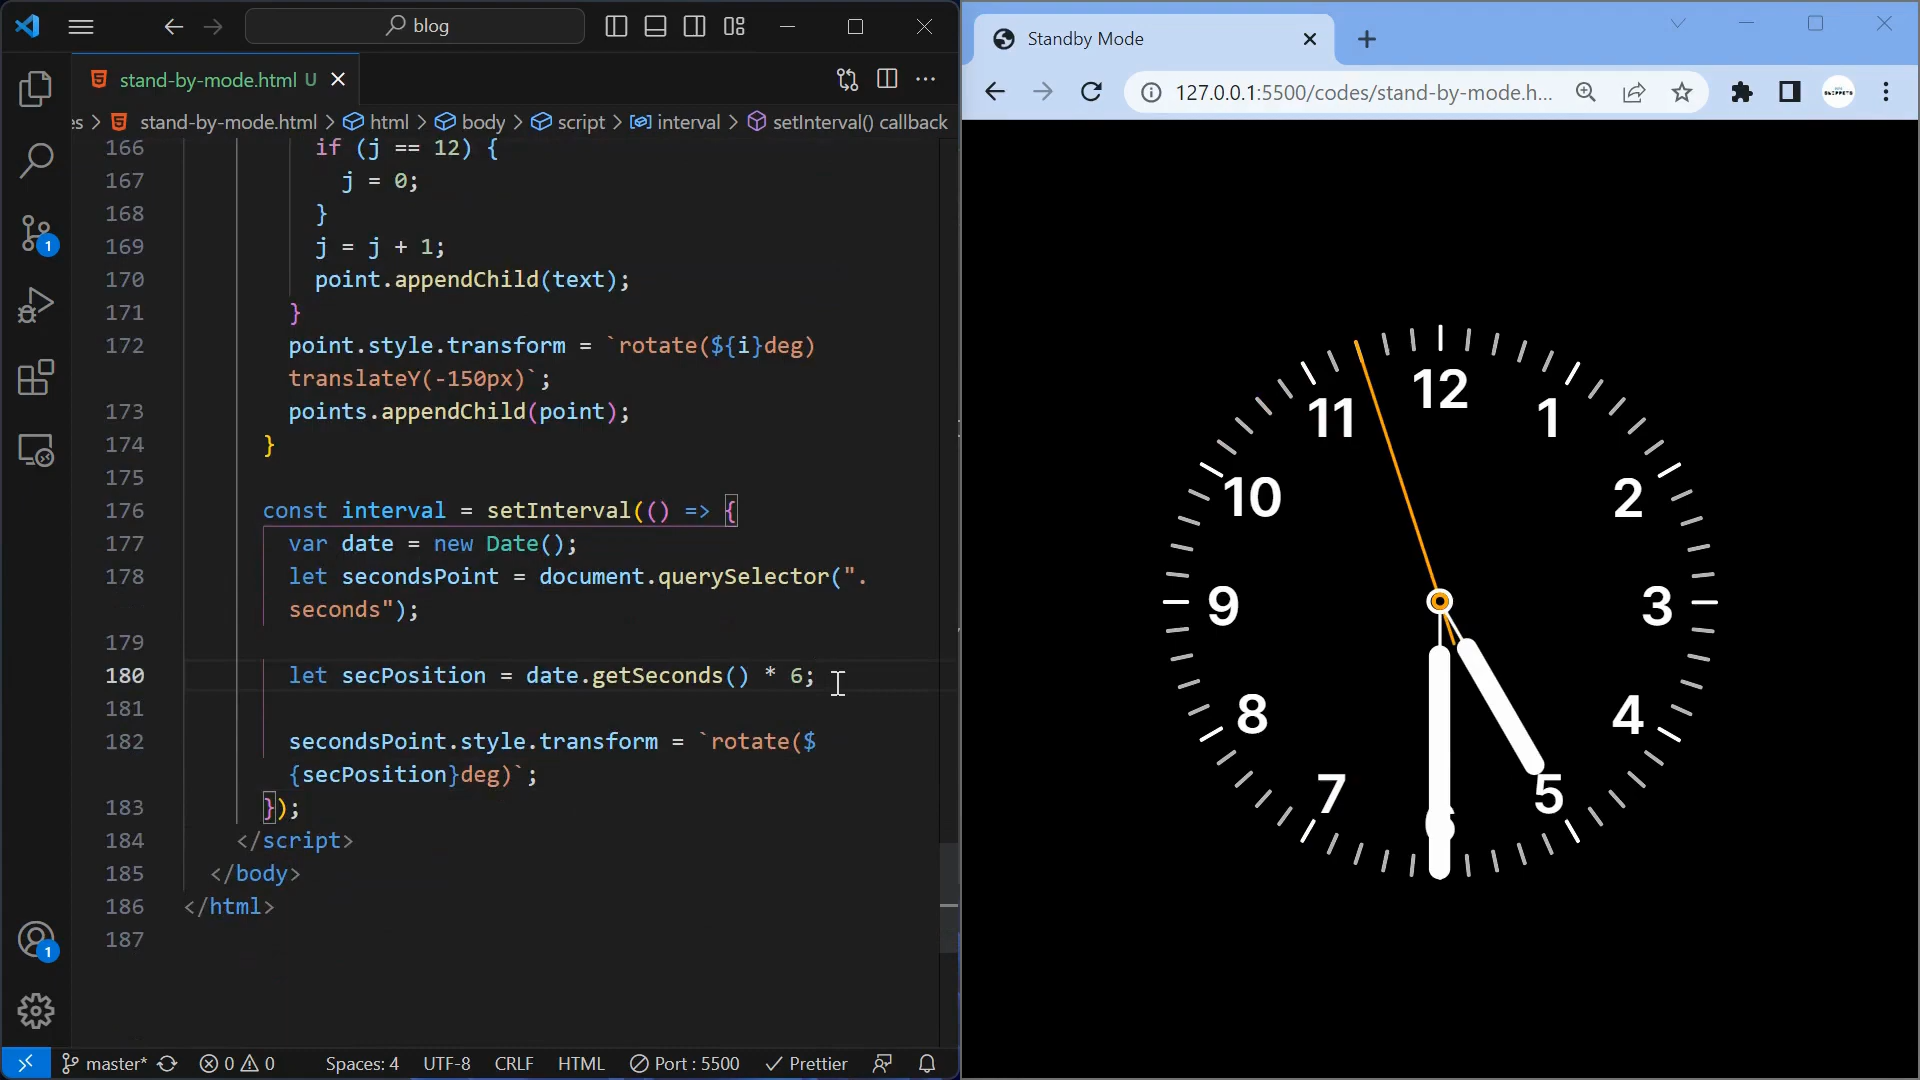 blog
stand-by-mode.html U
es > stand-by-mode.html > html > body > script > interval > setInterval() callback
166 if (j == 12) {
167 j = 0;
168 }
169 j = j + 1;
170 point.appendChild(text);
171 }
172 point.style.transform = `rotate(${i}deg)
translateY(-150px)`;
173 points.appendChild(point);
174 }
175
176 const interval = setInterval(() => {
177 var date = new Date();
178 let secondsPoint = document.querySelector(".
seconds");
179
180 let secPosition = date.getSeconds() * 6;
181
182 secondsPoint.style.transform = `rotate($
{secPosition}deg)`;
183 });
184 </script>
185 </body>
186 </html>
187
1
1
master* 0 0 Spaces: 4 UTF-8 CRLF HTML Port : 5500 Prettier
Standby Mode
127.0.0.1:5500/codes/stand-by-mode.h...
12
11 1
10 2
9 3
8 4
7 5